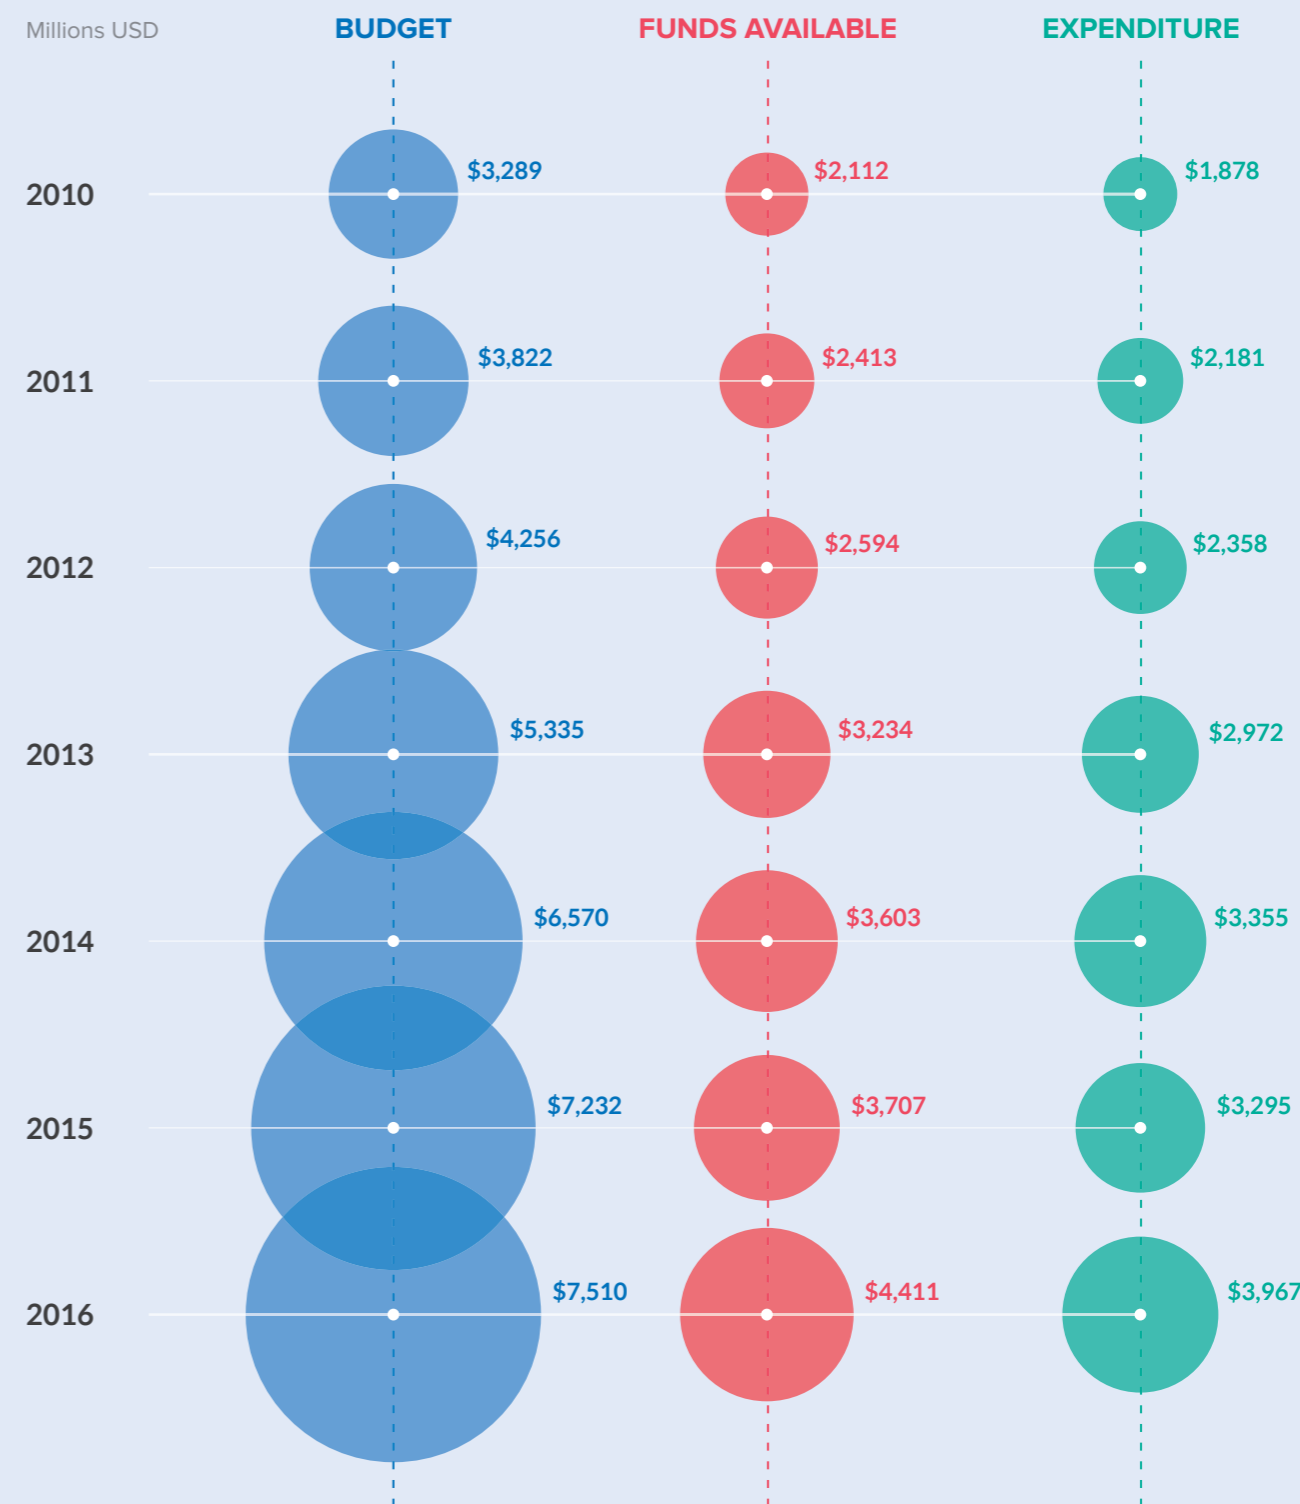 Millions USD BUDGET FUNDS AVAILABLE EXPENDITURE
2010 $3,289 $2,112 $1,878
2011 $3,822 $2,413 $2,181
2012 $4,256 $2,594 $2,358
2013 $5,335 $3,234 $2,972
2014 $6,570 $3,603 $3,355
2015 $7,232 $3,707 $3,295
2016 $7,510 $4,411 $3,967